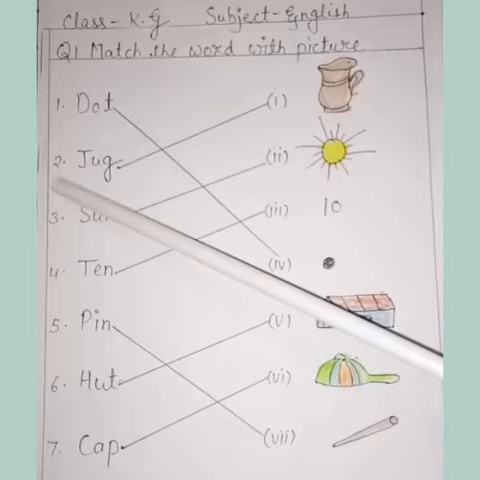 Class- K.G Subject- English
Q1 Match the word with picture
1. Dot (i)
2. Jug (ii)
3. Su (iii) 10
4. Ten (iv)
5. Pin (v)
6. Hut (vi)
7. Cap (vii)